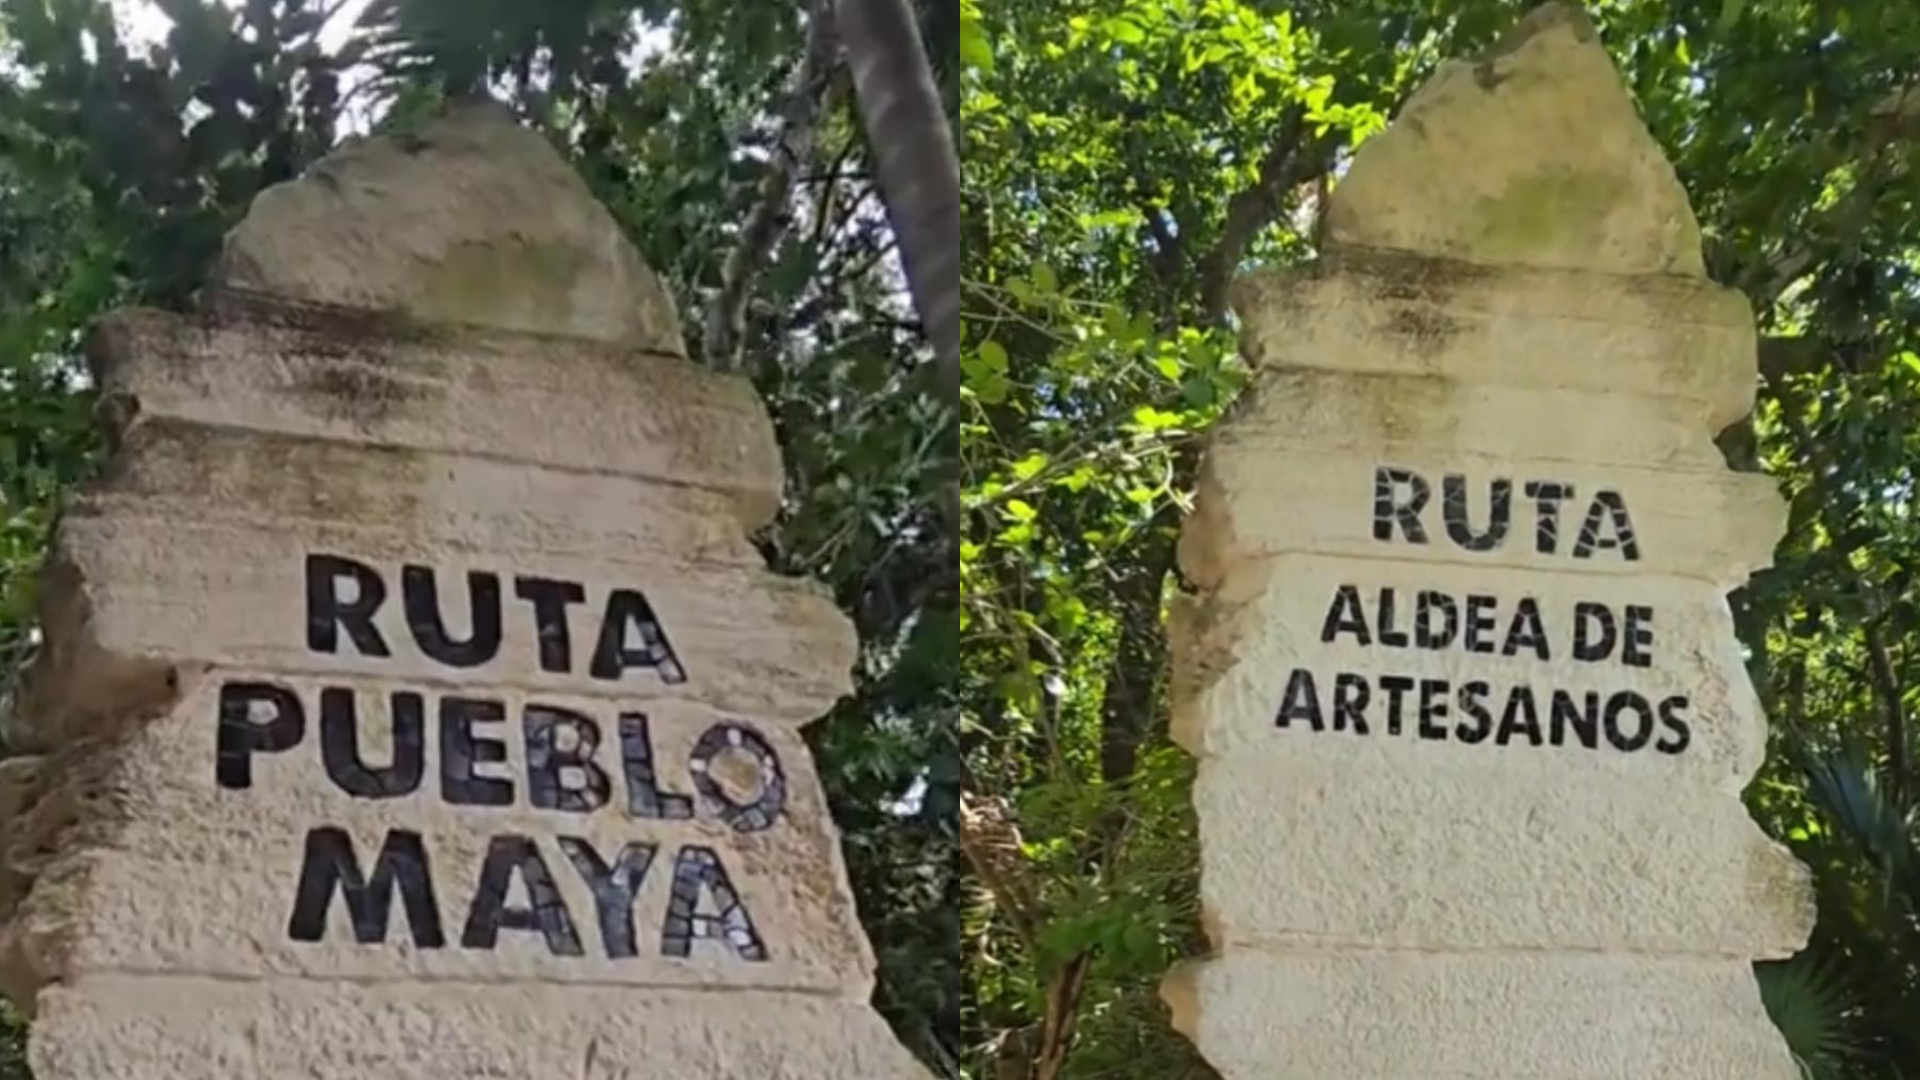 RUTA
PUEBLO
MAYA
RUTA
ALDEA DE
ARTESANOS